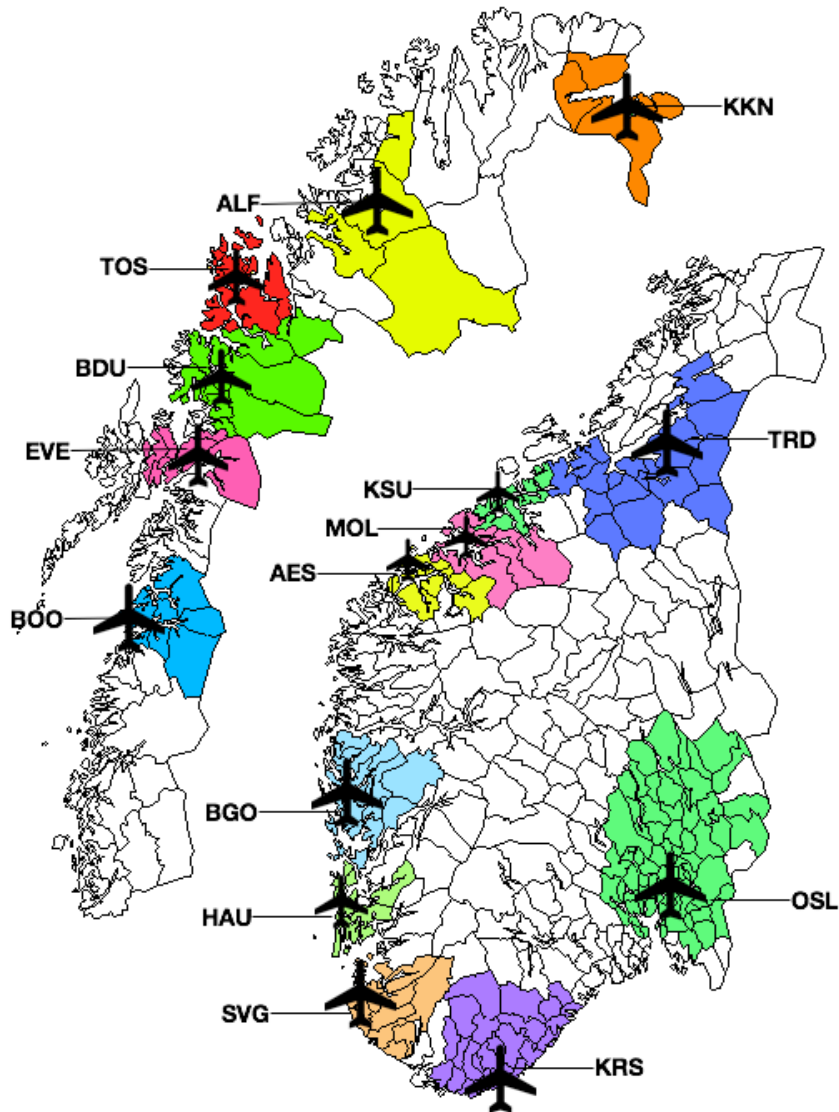 KKN
ALF
TOS
BDU
EVE
TRD
KSU
MOL
AES
BOO
BGO
OSL
HAU
SVG
KRS